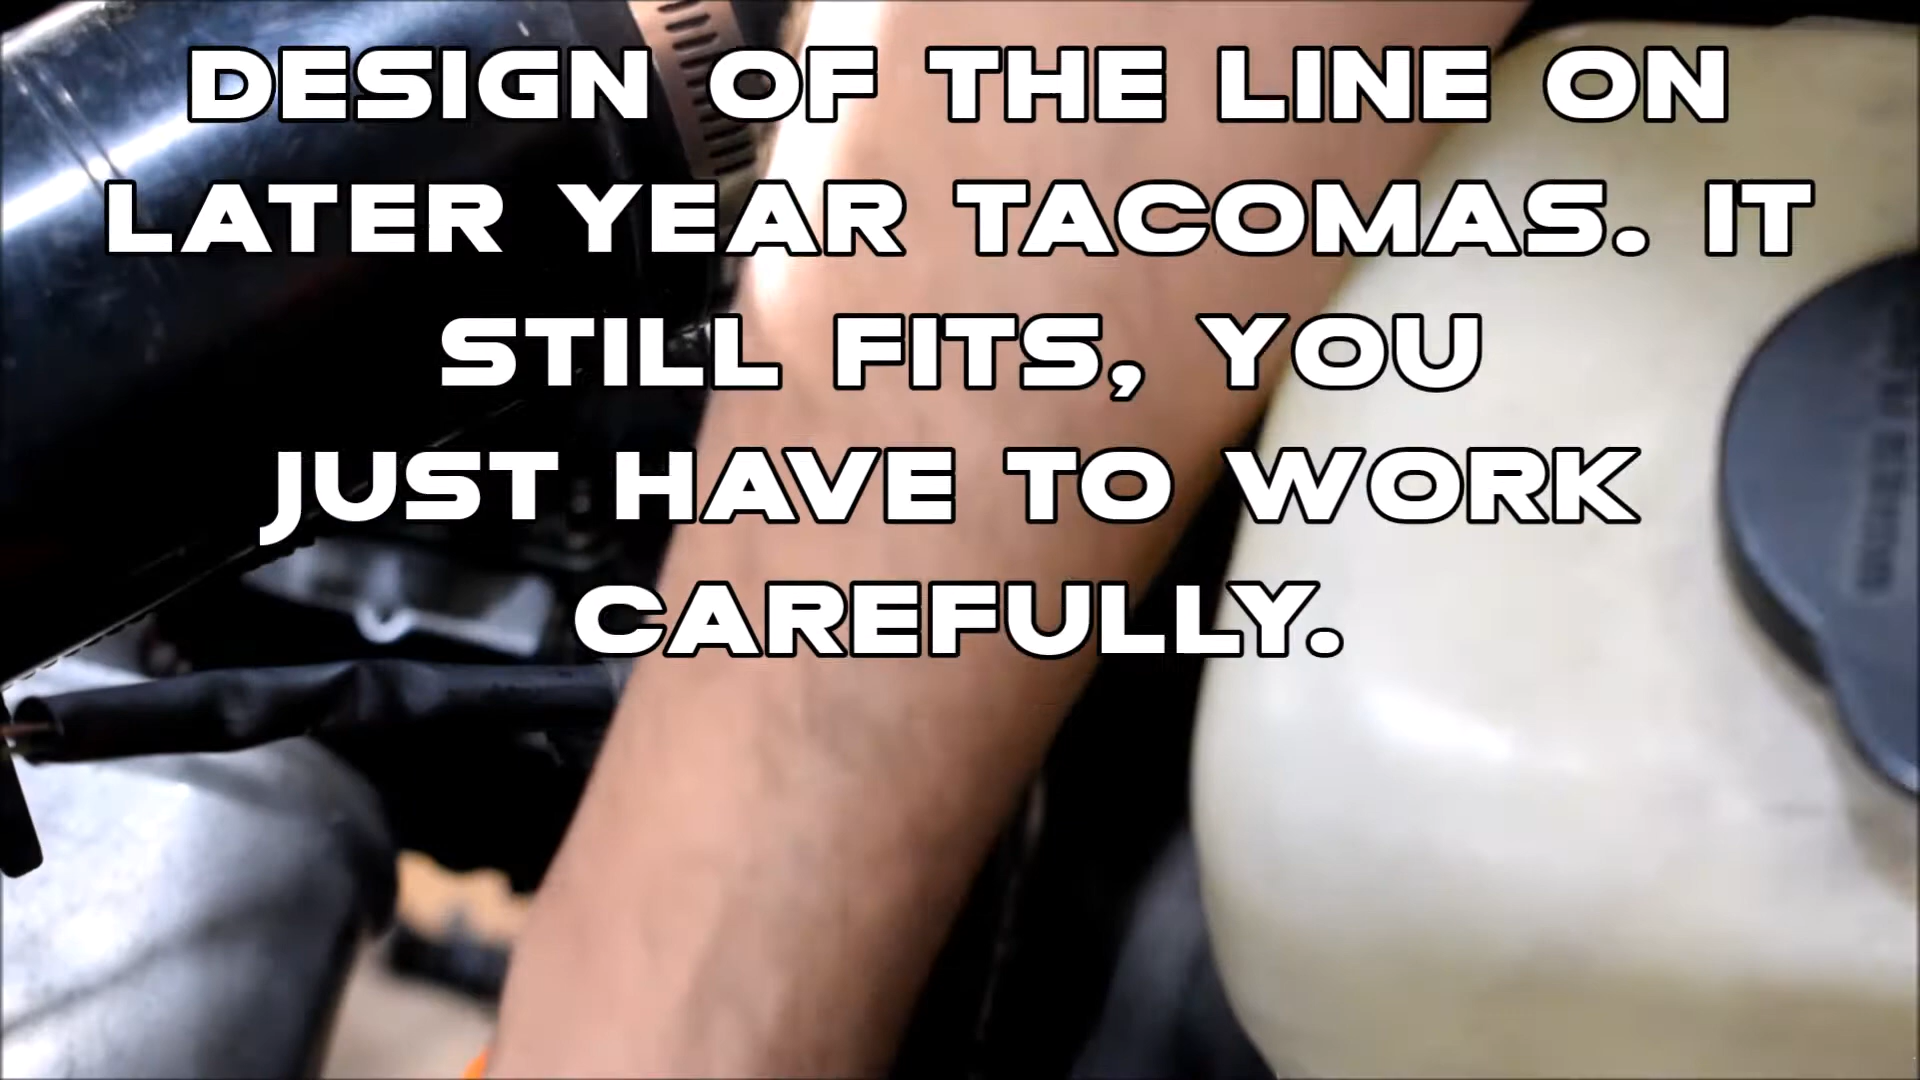 DESIGN OF THE LINE ON
LATER YEAR TACOMAS. IT
STILL FITS, YOU
JUST HAVE TO WORK
CAREFULLY.